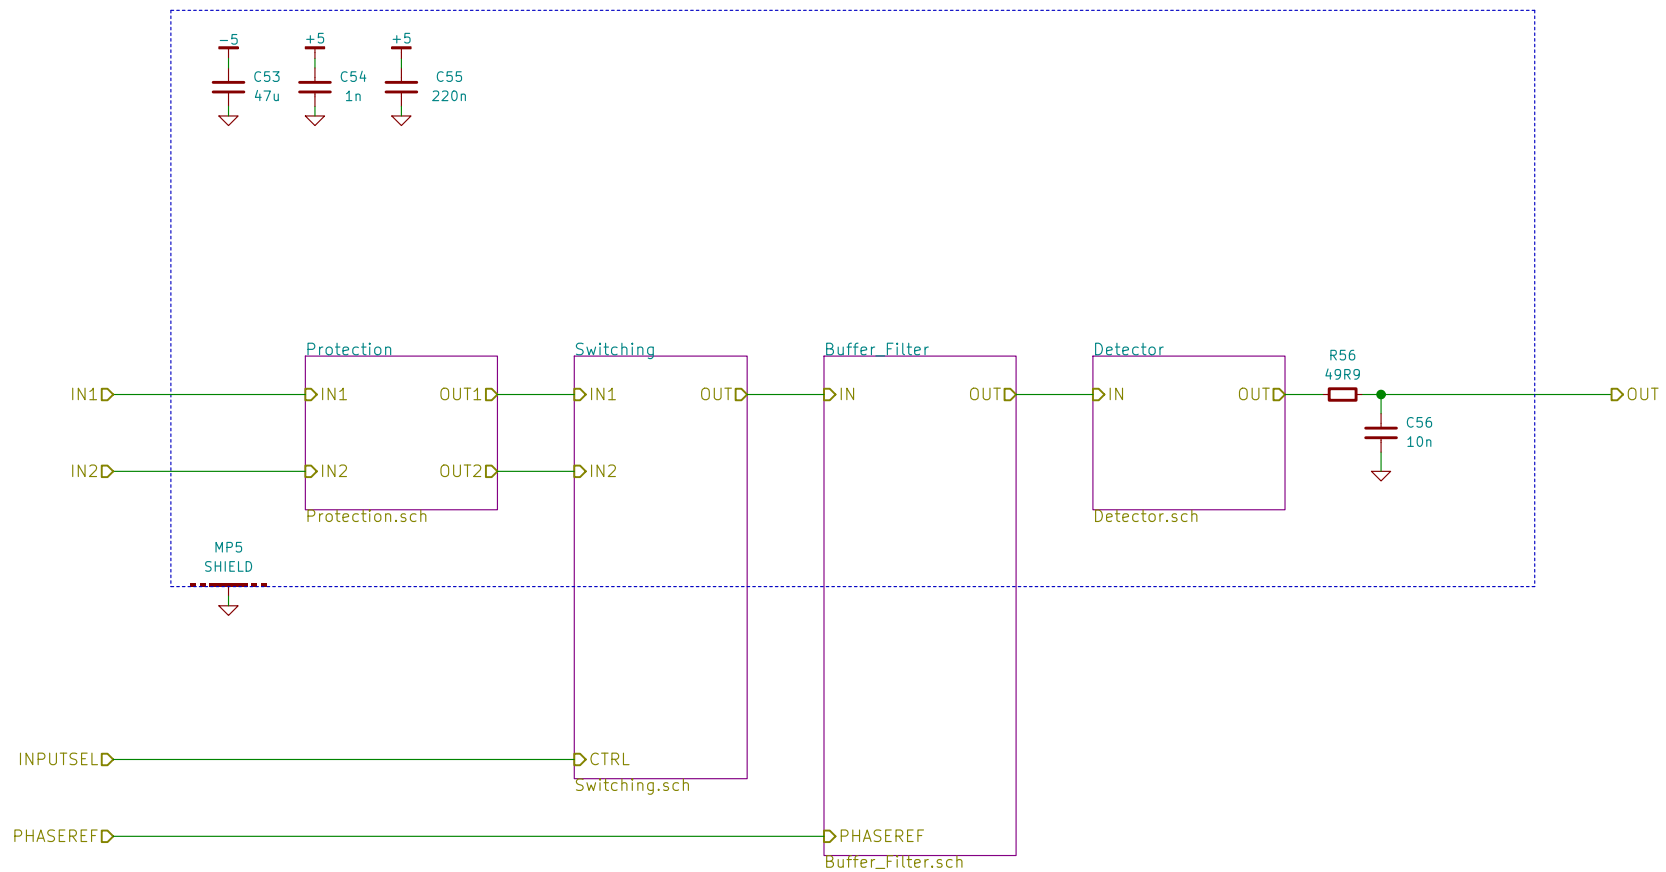 -5
+5
+5
C53
47u
C54
1n
C55
220n
Protection
Switching
Buffer_Filter
Detector
R56
49R9
IN1
IN1
OUT1
IN1
OUT
IN
OUT
IN
OUT
OUT
C56
10n
IN2
IN2
OUT2
IN2
Protection.sch
Detector.sch
MP5
SHIELD
INPUTSEL
CTRL
Switching.sch
PHASEREF
PHASEREF
Buffer_Filter.sch